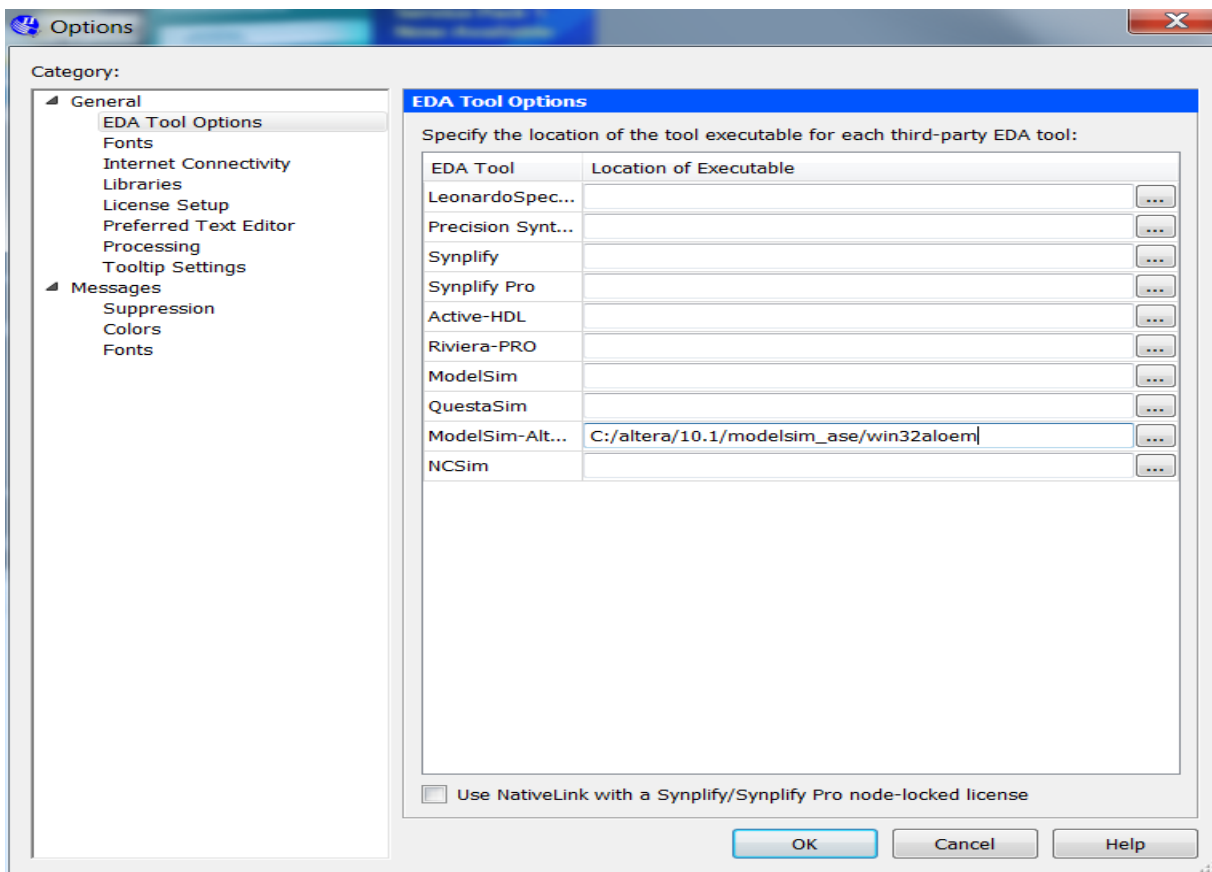 Options
Category:
General
EDA Tool Options
Fonts
Internet Connectivity
Libraries
License Setup
Preferred Text Editor
Processing
Tooltip Settings
Messages
Suppression
Colors
Fonts
EDA Tool Options
Specify the location of the tool executable for each third-party EDA tool:
EDA Tool Location of Executable
LeonardoSpec... ...
Precision Synt... ...
Synplify ...
Synplify Pro ...
Active-HDL ...
Riviera-PRO ...
ModelSim ...
QuestaSim ...
ModelSim-Alt... C:/altera/10.1/modelsim_ase/win32aloem ...
NCSim ...
Use NativeLink with a Synplify/Synplify Pro node-locked license
OK Cancel Help